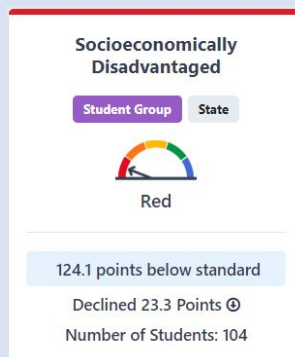 Socioeconomically
Disadvantaged
Student Group State
Red
124.1 points below standard
Declined 23.3 Points
Number of Students: 104